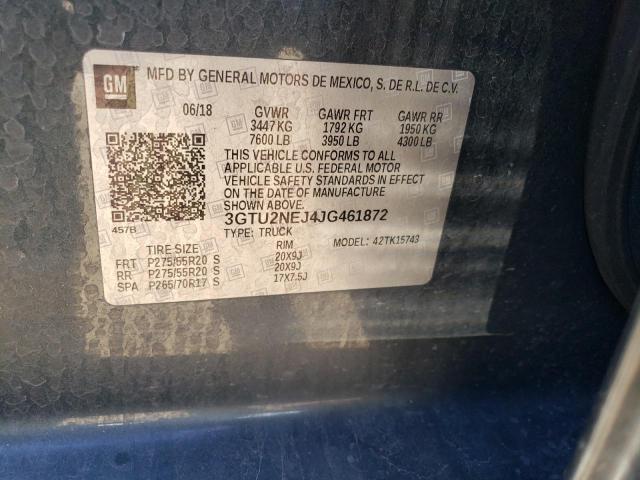 GM
MFD BY GENERAL MOTORS DE MEXICO, S. DE R.L. DE C.V.
06/18 GVWR GAWR FRT GAWR RR
3447 KG 1792 KG 1950 KG
7600 LB 3950 LB 4300 LB
THIS VEHICLE CONFORMS TO ALL
APPLICABLE U.S. FEDERAL MOTOR
VEHICLE SAFETY STANDARDS IN EFFECT
ON THE DATE OF MANUFACTURE
SHOWN ABOVE.
457B 3GTU2NEJ4JG461872
TYPE: TRUCK MODEL: 42TK15743
TIRE SIZE RIM
FRT P275/55R20 S 20X9J
RR P275/55R20 S 20X9J
SPA P265/70R17 S 17X7.5J